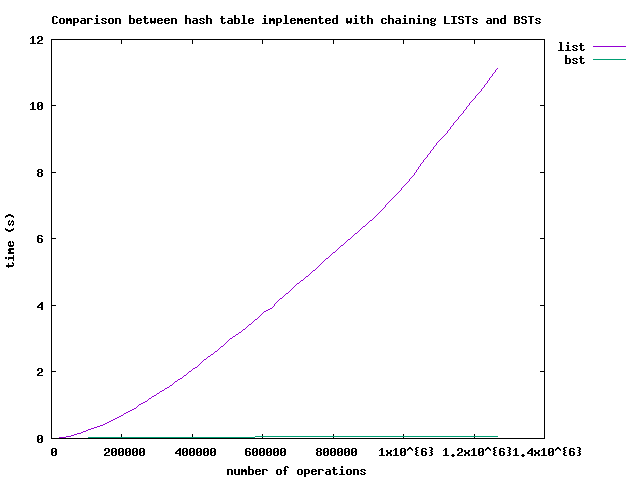 Comparison between hash table implemented with chaining LISTs and BSTs
list
bst
12
10
8
6
4
2
0
time (s)
0 200000 400000 600000 800000 1x10^{6} 1.2x10^{6} 1.4x10^{6}
number of operations